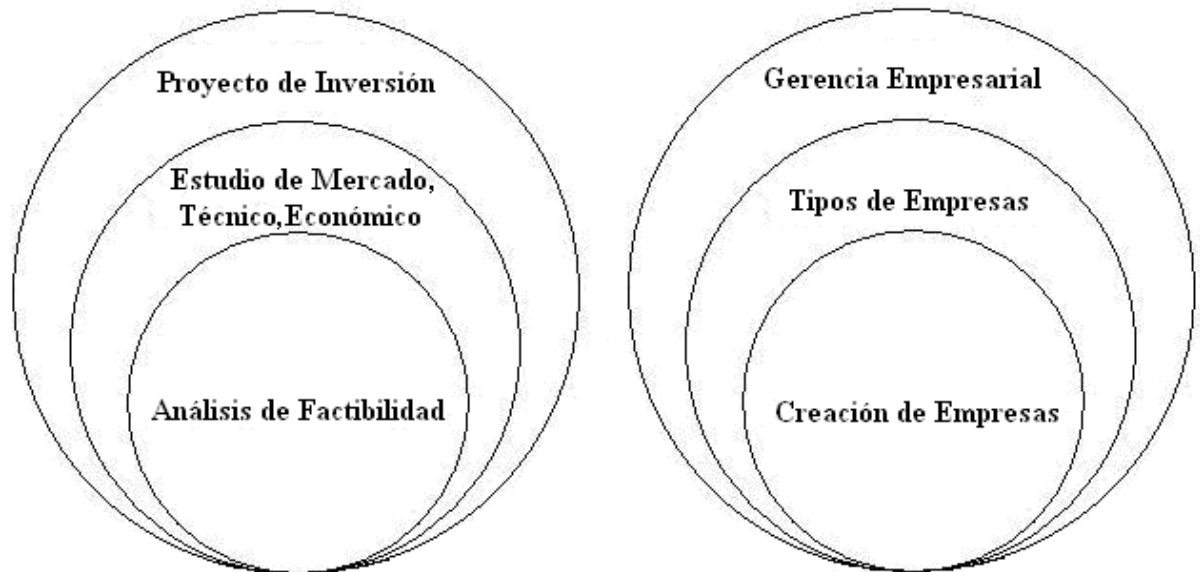 Proyecto de Inversión
Estudio de Mercado,
Técnico,Económico
Análisis de Factibilidad
Gerencia Empresarial
Tipos de Empresas
Creación de Empresas